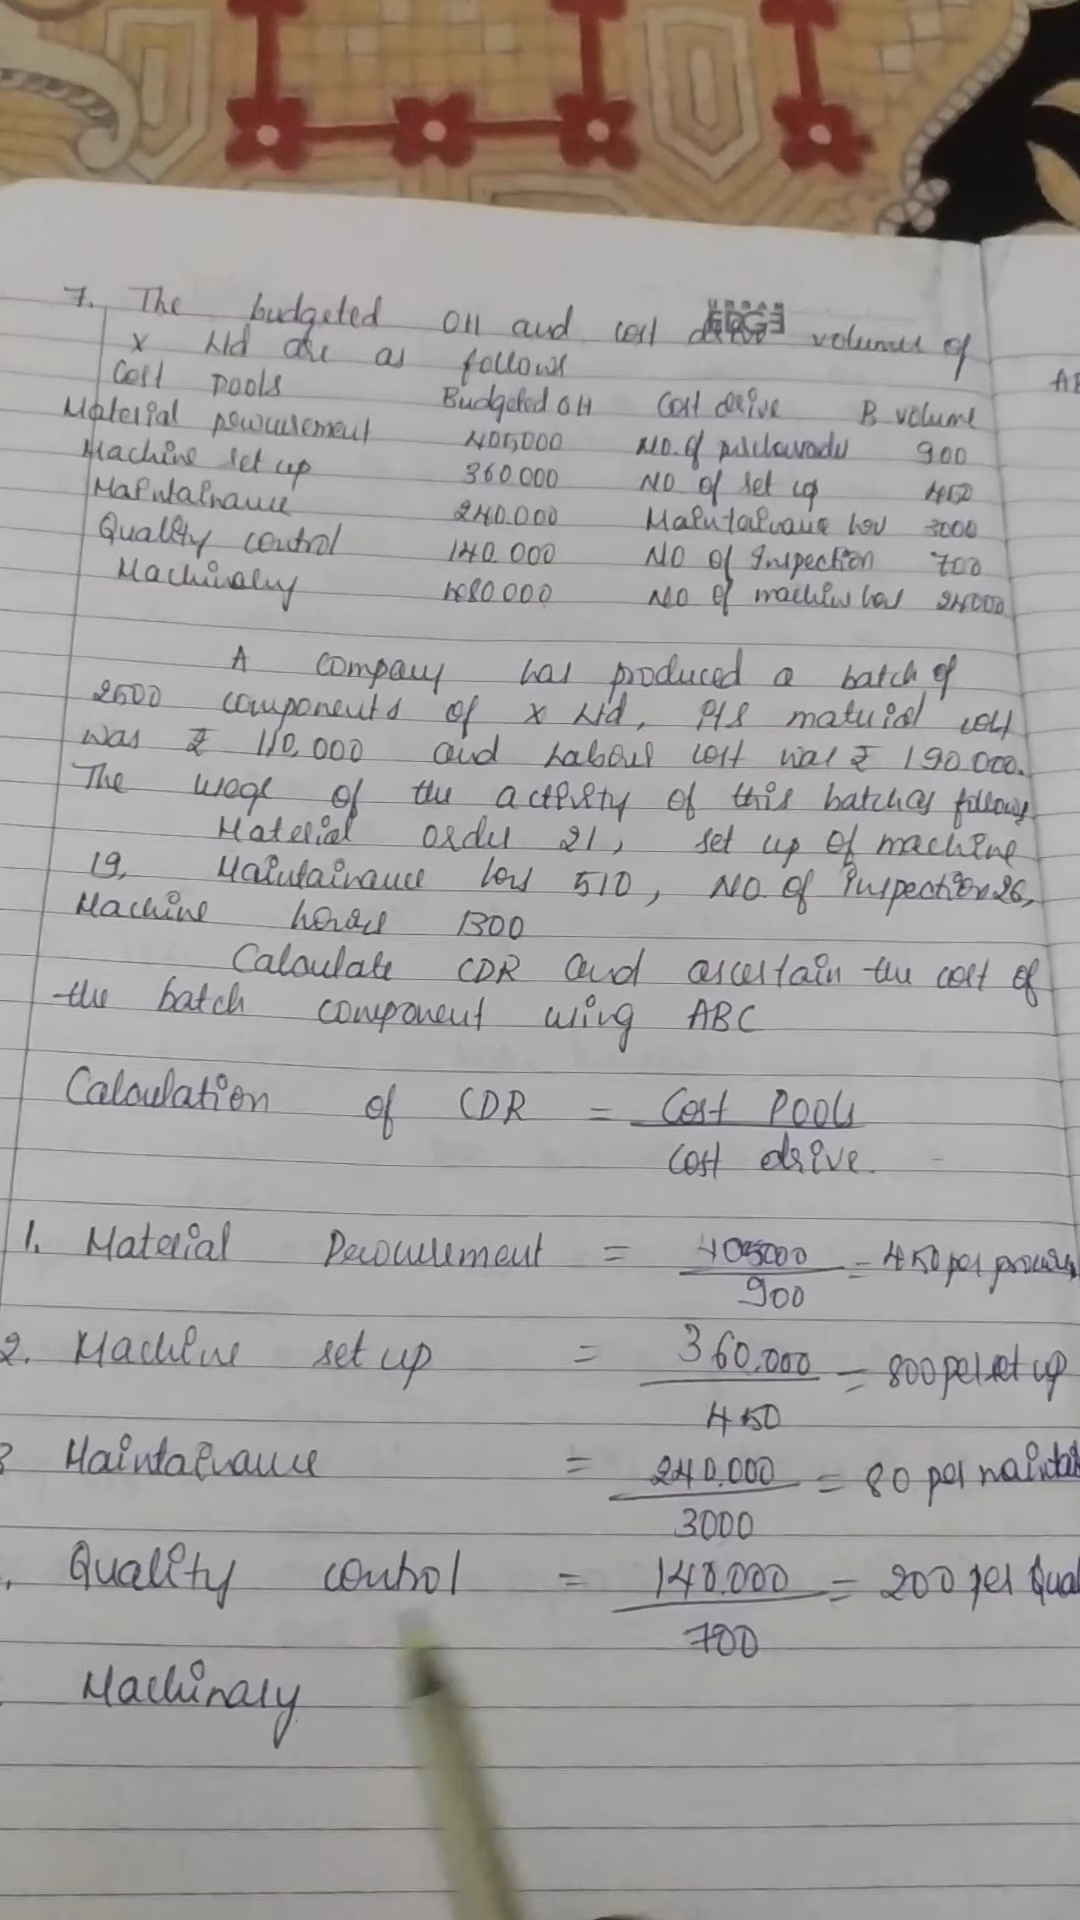 7. The budgeted OH and cost drive volumes of
X Ltd are as follows
Cost Pools Budgeted OH Cost drive B volume
Material procurement 405,000 NO. of 900
Machine set up 360.000 NO of set up 450
Maintainance 240.000 Maintainance hou 3000
Quality control 140.000 NO of Inspection 700
Machinery 1080000 NO of machine hou 24000
A company has produced a batch of
2500 components of X Ltd, its material cost
was ₹ 110,000 and Labour cost was ₹ 190.000.
The usage of the activity of this batch as follows
Material order 21, set up of machine
19, Maintainance hou 510, NO. of inspection 26,
Machine hours 1300
Calculate CDR and ascertain the cost of
the batch component using ABC
Calculation of CDR = Cost Pools
Cost drive.
1. Material Procurement = 405000 = 450 per
900
2. Machine set up = 360.000 = 800 per set up
450
3 Maintainance = 240.000 = 80 per
3000
Quality control = 140.000 = 200 per Qual
700
Machinary
A